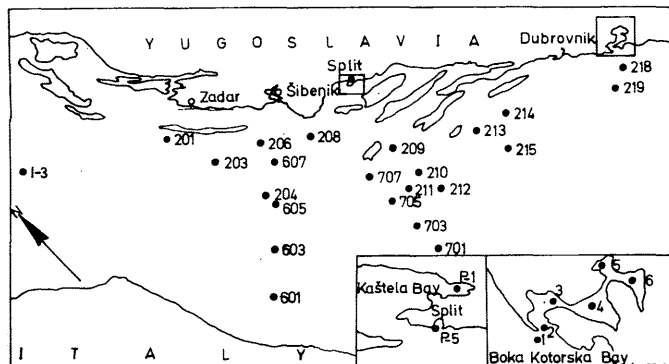 Y U G O S L A V I A
Dubrovnik
Split
Zadar
Šibenik
218
219
214
213
215
201
206
208
209
203
607
1-3
707
210
204
211
212
605
705
703
603
701
601
Kaštela Bay
P.1
Split
P.5
5
6
3
4
2
1
Boka Kotorska Bay
I T A L Y